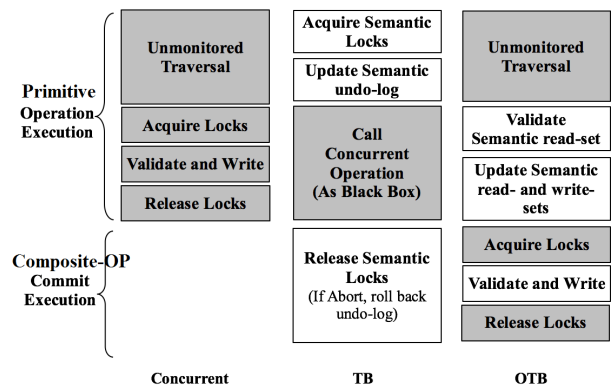 Primitive
Operation
Execution
Composite-OP
Commit
Execution
Unmonitored
Traversal
Acquire Locks
Validate and Write
Release Locks
Concurrent
Acquire Semantic
Locks
Update Semantic
undo-log
Call
Concurrent
Operation
(As Black Box)
Release Semantic
Locks
(If Abort, roll back
undo-log)
TB
Unmonitored
Traversal
Validate
Semantic read-set
Update Semantic
read- and write-
sets
Acquire Locks
Validate and Write
Release Locks
OTB